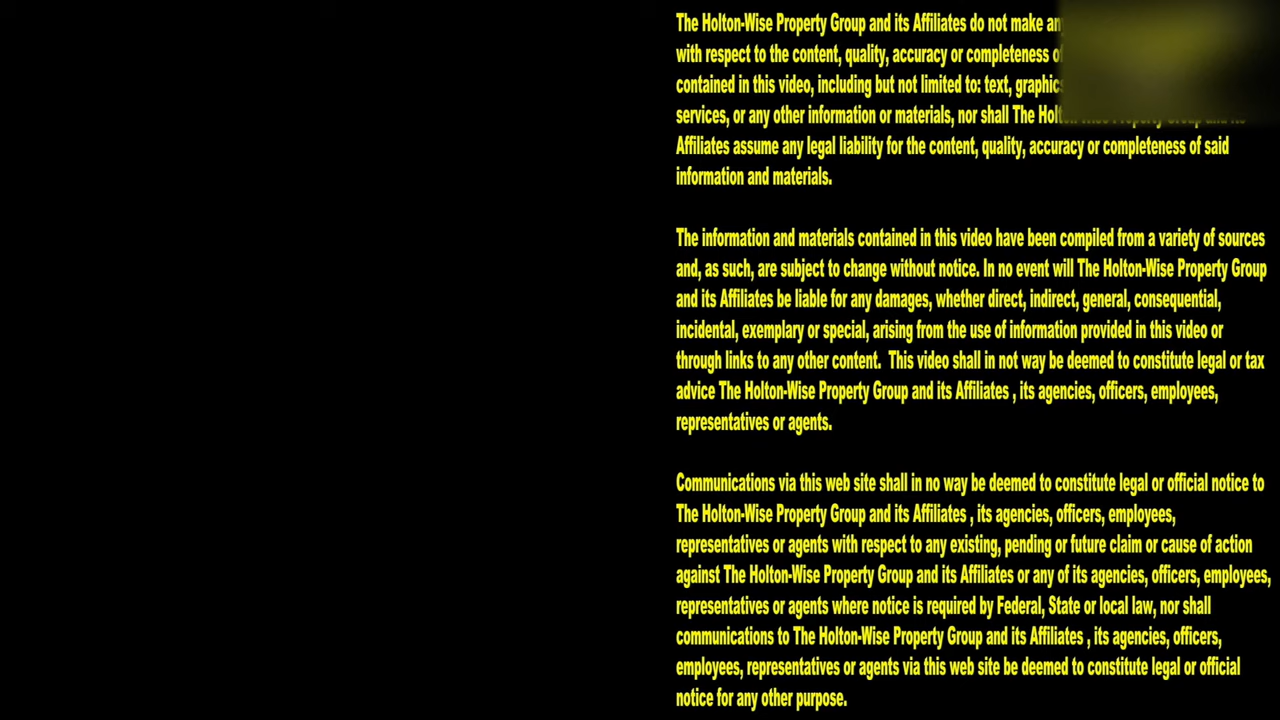 The Holton-Wise Property Group and its Affiliates do not make
with respect to the content, quality, accuracy or completeness
contained in this video, including but not limited to: text,
services, or any other information or materials, nor shall The
Affiliates assume any legal liability for the content, quality, accuracy or completeness of said
information and materials.
The information and materials contained in this video have been compiled from a variety of sources
and, as such, are subject to change without notice. In no event will The Holton-Wise Property Group
and its Affiliates be liable for any damages, whether direct, indirect, general, consequential,
incidental, exemplary or special, arising from the use of information provided in this video or
through links to any other content.  This video shall in not way be deemed to constitute legal or tax
advice The Holton-Wise Property Group and its Affiliates , its agencies, officers, employees,
representatives or agents.
Communications via this web site shall in no way be deemed to constitute legal or official notice to
The Holton-Wise Property Group and its Affiliates , its agencies, officers, employees,
representatives or agents with respect to any existing, pending or future claim or cause of action
against The Holton-Wise Property Group and its Affiliates or any of its agencies, officers, employees,
representatives or agents where notice is required by Federal, State or local law, nor shall
communications to The Holton-Wise Property Group and its Affiliates , its agencies, officers,
employees, representatives or agents via this web site be deemed to constitute legal or official
notice for any other purpose.